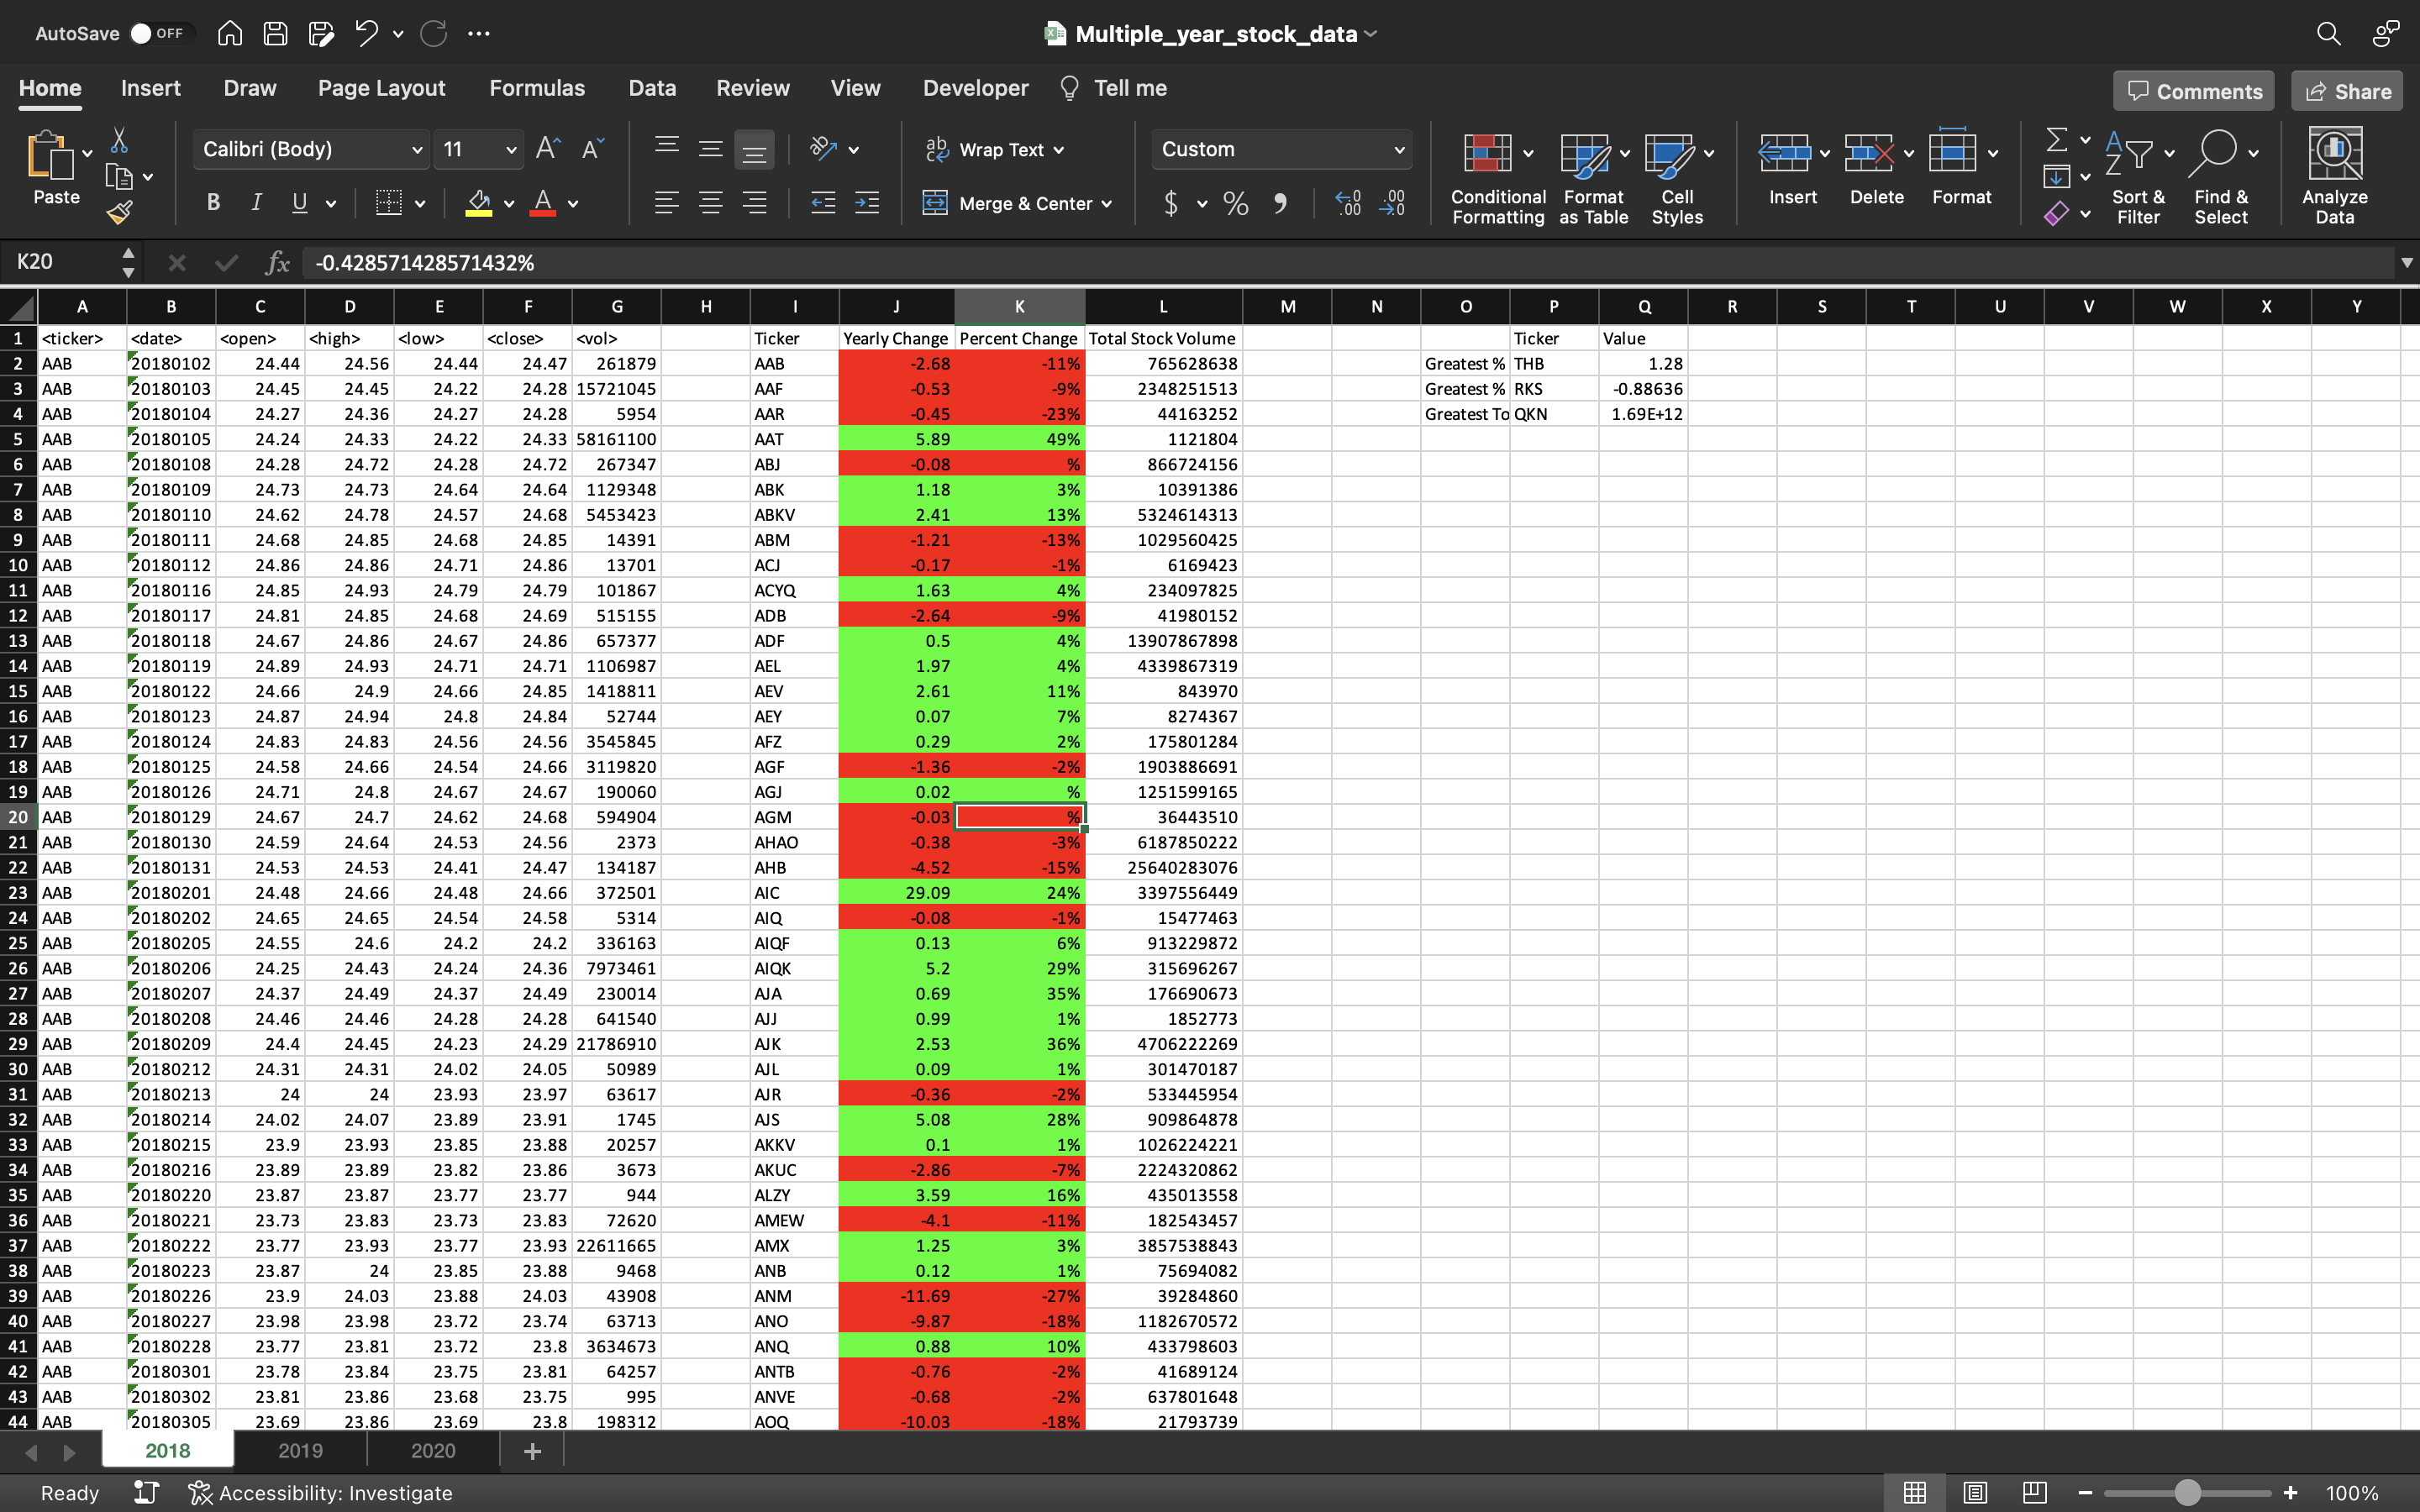 AutoSave OFF Multiple_year_stock_data
Home Insert Draw Page Layout Formulas Data Review View Developer Tell me Comments Share
Paste Calibri (Body) 11 Wrap Text Custom Conditional Formatting Format as Table Cell Styles Insert Delete Format Sort & Filter Find & Select Analyze Data
B I U A Merge & Center $ %
K20 fx -0.428571428571432%
A B C D E F G H I J K L M N O P Q R S T U V W X Y
1 <ticker> <date> <open> <high> <low> <close> <vol> Ticker Yearly Change Percent Change Total Stock Volume Ticker Value
2 AAB 20180102 24.44 24.56 24.44 24.47 261879 AAB -2.68 -11% 765628638 Greatest % THB 1.28
3 AAB 20180103 24.45 24.45 24.22 24.28 15721045 AAF -0.53 -9% 2348251513 Greatest % RKS -0.88636
4 AAB 20180104 24.27 24.36 24.27 24.28 5954 AAR -0.45 -23% 44163252 Greatest To QKN 1.69E+12
5 AAB 20180105 24.24 24.33 24.22 24.33 58161100 AAT 5.89 49% 1121804
6 AAB 20180108 24.28 24.72 24.28 24.72 267347 ABJ -0.08 % 866724156
7 AAB 20180109 24.73 24.73 24.64 24.64 1129348 ABK 1.18 3% 10391386
8 AAB 20180110 24.62 24.78 24.57 24.68 5453423 ABKV 2.41 13% 5324614313
9 AAB 20180111 24.68 24.85 24.68 24.85 14391 ABM -1.21 -13% 1029560425
10 AAB 20180112 24.86 24.86 24.71 24.86 13701 ACJ -0.17 -1% 6169423
11 AAB 20180116 24.85 24.93 24.79 24.79 101867 ACYQ 1.63 4% 234097825
12 AAB 20180117 24.81 24.85 24.68 24.69 515155 ADB -2.64 -9% 41980152
13 AAB 20180118 24.67 24.86 24.67 24.86 657377 ADF 0.5 4% 13907867898
14 AAB 20180119 24.89 24.93 24.71 24.71 1106987 AEL 1.97 4% 4339867319
15 AAB 20180122 24.66 24.9 24.66 24.85 1418811 AEV 2.61 11% 843970
16 AAB 20180123 24.87 24.94 24.8 24.84 52744 AEY 0.07 7% 8274367
17 AAB 20180124 24.83 24.83 24.56 24.56 3545845 AFZ 0.29 2% 175801284
18 AAB 20180125 24.58 24.66 24.54 24.66 3119820 AGF -1.36 -2% 1903886691
19 AAB 20180126 24.71 24.8 24.67 24.67 190060 AGJ 0.02 % 1251599165
20 AAB 20180129 24.67 24.7 24.62 24.68 594904 AGM -0.03 % 36443510
21 AAB 20180130 24.59 24.64 24.53 24.56 2373 AHAO -0.38 -3% 6187850222
22 AAB 20180131 24.53 24.53 24.41 24.47 134187 AHB -4.52 -15% 25640283076
23 AAB 20180201 24.48 24.66 24.48 24.66 372501 AIC 29.09 24% 3397556449
24 AAB 20180202 24.65 24.65 24.54 24.58 5314 AIQ -0.08 -1% 15477463
25 AAB 20180205 24.55 24.6 24.2 24.2 336163 AIQF 0.13 6% 913229872
26 AAB 20180206 24.25 24.43 24.24 24.36 7973461 AIQK 5.2 29% 315696267
27 AAB 20180207 24.37 24.49 24.37 24.49 230014 AJA 0.69 35% 176690673
28 AAB 20180208 24.46 24.46 24.28 24.28 641540 AJJ 0.99 1% 1852773
29 AAB 20180209 24.4 24.45 24.23 24.29 21786910 AJK 2.53 36% 4706222269
30 AAB 20180212 24.31 24.31 24.02 24.05 50989 AJL 0.09 1% 301470187
31 AAB 20180213 24 24 23.93 23.97 63617 AJR -0.36 -2% 533445954
32 AAB 20180214 24.02 24.07 23.89 23.91 1745 AJS 5.08 28% 909864878
33 AAB 20180215 23.9 23.93 23.85 23.88 20257 AKKV 0.1 1% 1026224221
34 AAB 20180216 23.89 23.89 23.82 23.86 3673 AKUC -2.86 -7% 2224320862
35 AAB 20180220 23.87 23.87 23.77 23.77 944 ALZY 3.59 16% 435013558
36 AAB 20180221 23.73 23.83 23.73 23.83 72620 AMEW -4.1 -11% 182543457
37 AAB 20180222 23.77 23.93 23.77 23.93 22611665 AMX 1.25 3% 3857538843
38 AAB 20180223 23.87 24 23.85 23.88 9468 ANB 0.12 1% 75694082
39 AAB 20180226 23.9 24.03 23.88 24.03 43908 ANM -11.69 -27% 39284860
40 AAB 20180227 23.98 23.98 23.72 23.74 63713 ANO -9.87 -18% 1182670572
41 AAB 20180228 23.77 23.81 23.72 23.8 3634673 ANQ 0.88 10% 433798603
42 AAB 20180301 23.78 23.84 23.75 23.81 64257 ANTB -0.76 -2% 41689124
43 AAB 20180302 23.81 23.86 23.68 23.75 995 ANVE -0.68 -2% 637801648
44 AAB 20180305 23.69 23.86 23.69 23.8 198312 AOQ -10.03 -18% 21793739
2018 2019 2020 +
Ready Accessibility: Investigate 100%